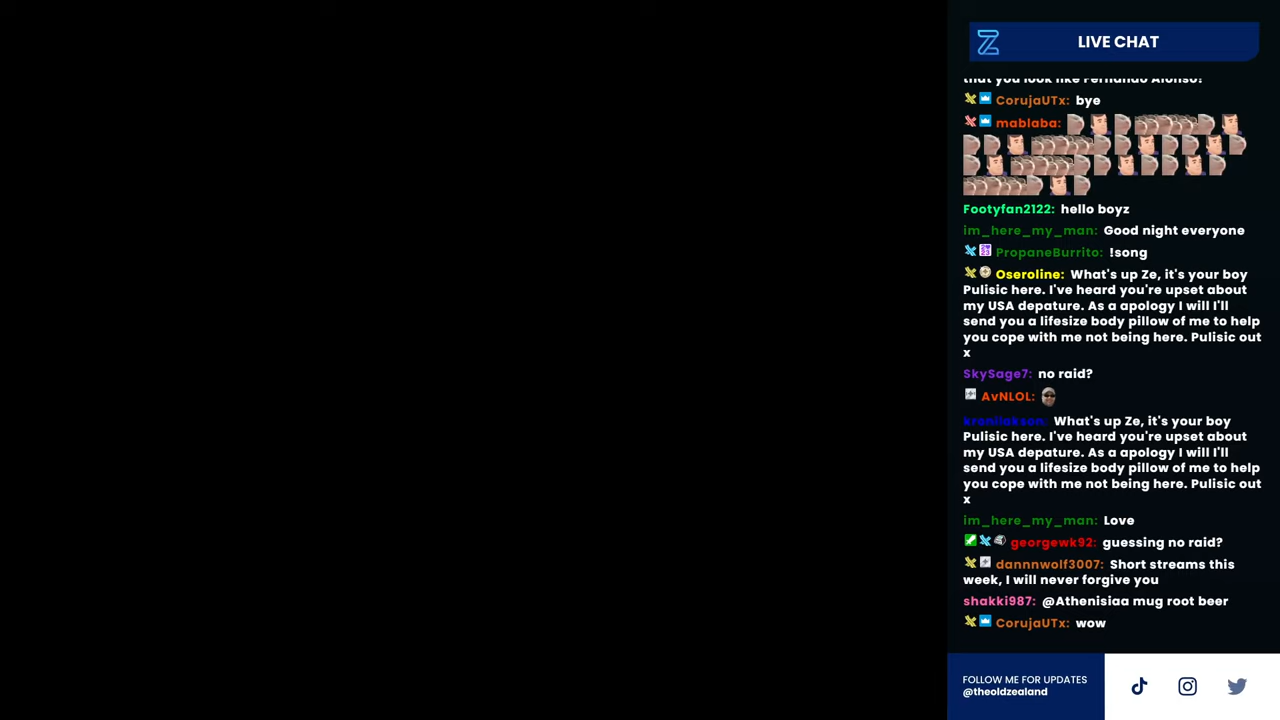 LIVE CHAT
that you look like Fernando Alonso!
CorujaUTx: bye
mablaba:
Footyfan2122: hello boyz
im_here_my_man: Good night everyone
PropaneBurrito: !song
Oseroline: What's up Ze, it's your boy
Pulisic here. I've heard you're upset about
my USA depature. As a apology I will I'll
send you a lifesize body pillow of me to help
you cope with me not being here. Pulisic out
x
SkySage7: no raid?
AvNLOL:
What's up Ze, it's your boy
Pulisic here. I've heard you're upset about
my USA depature. As a apology I will I'll
send you a lifesize body pillow of me to help
you cope with me not being here. Pulisic out
x
im_here_my_man: Love
georgewk92: guessing no raid?
dannnwolf3007: Short streams this
week, I will never forgive you
shakki987: @Athenisiaa mug root beer
CorujaUTx: wow
FOLLOW ME FOR UPDATES
@theoldzealand